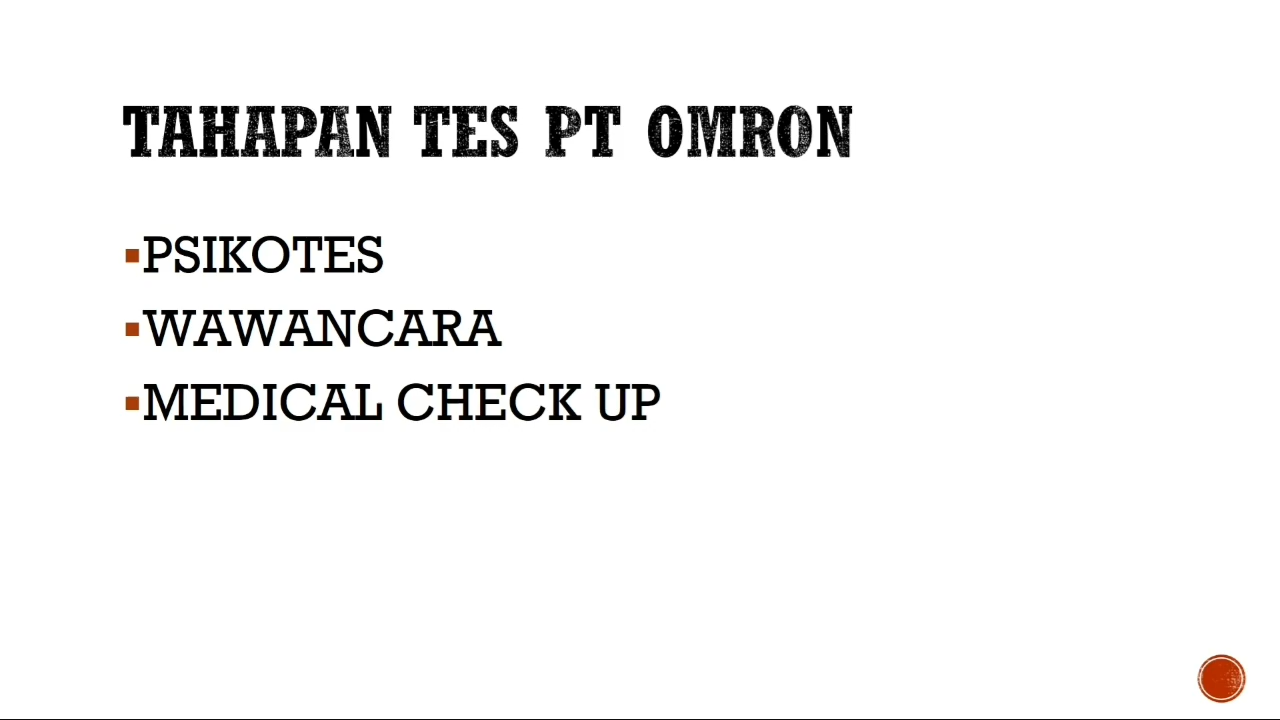 TAHAPAN TES PT OMRON
▪PSIKOTES
▪WAWANCARA
▪MEDICAL CHECK UP